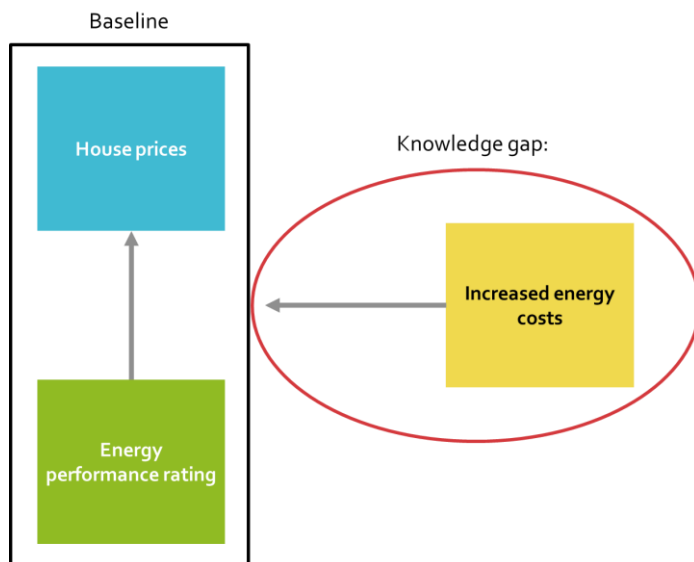 Baseline
House prices
Knowledge gap:
Increased energy
costs
Energy
performance rating